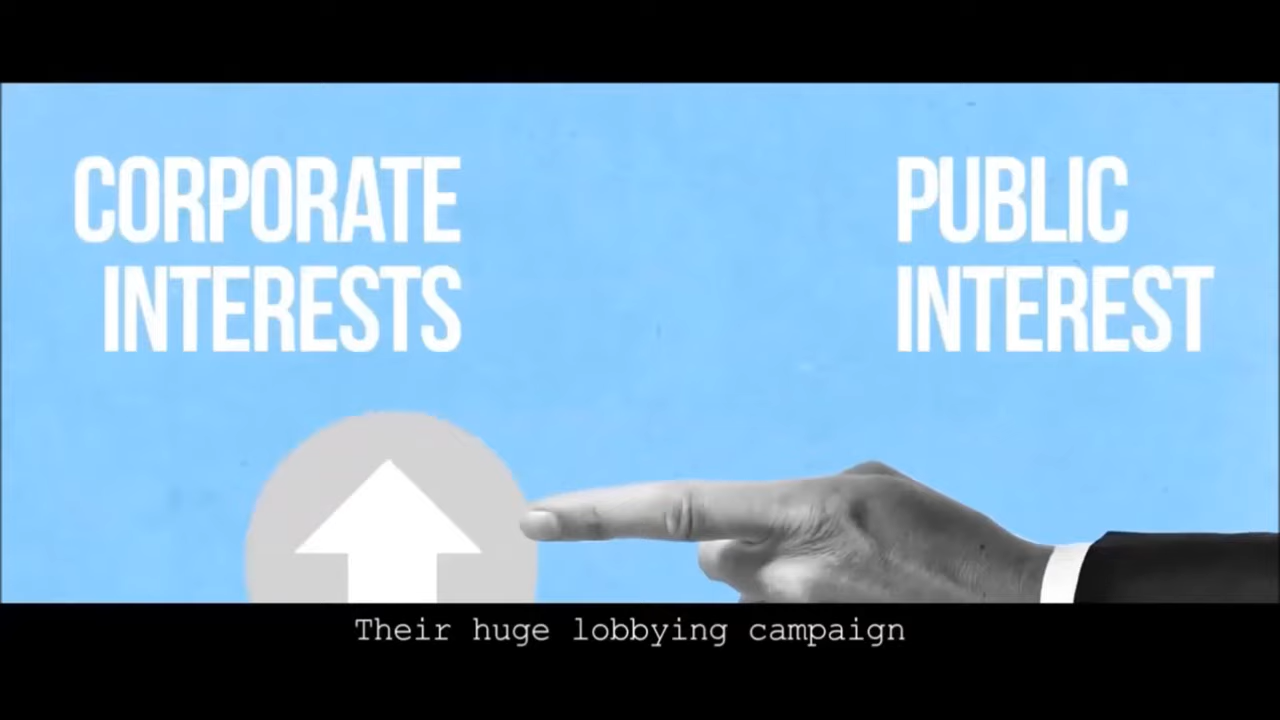 CORPORATE
INTERESTS
PUBLIC
INTEREST
Their huge lobbying campaign